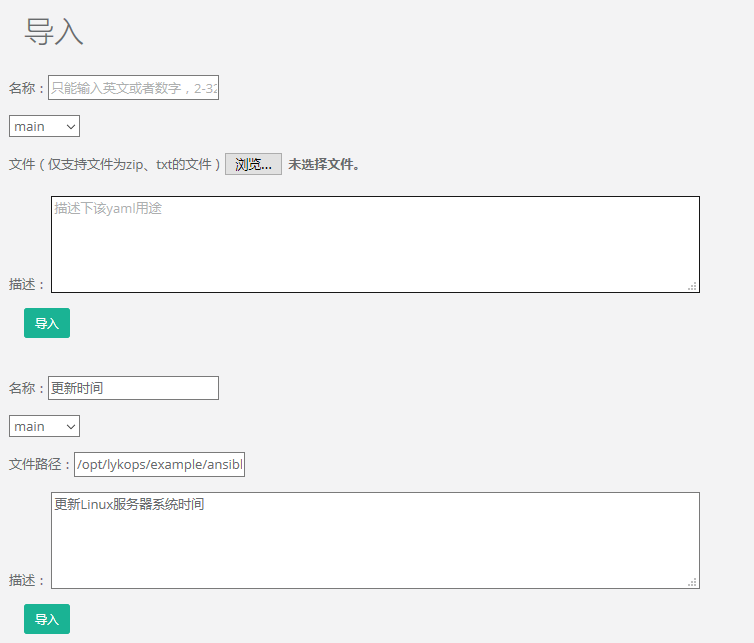 导入
名称：只能输入英文或者数字，2-32
main
文件（仅支持文件为zip、txt的文件）浏览... 未选择文件。
描述下该yaml用途
描述：
导入
名称：更新时间
main
文件路径：/opt/lykops/example/ansibl
更新Linux服务器系统时间
描述：
导入